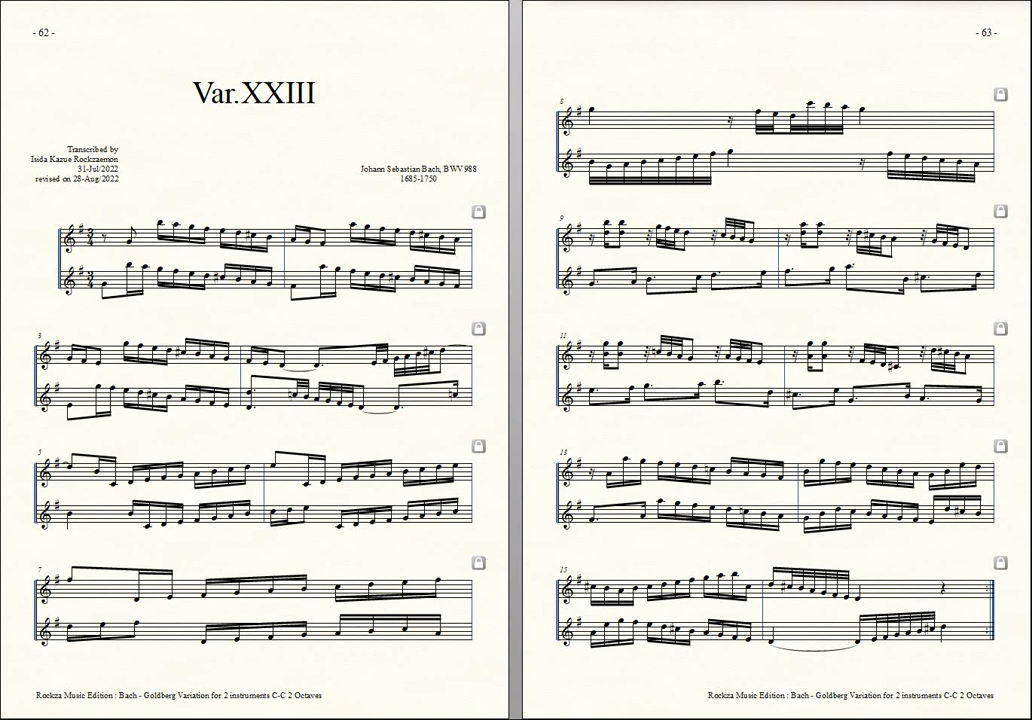 - 62 -
Var.XXIII
Transcribed by
Isida Kazue Rockzaemon
31-Jul/2022
revised on 28-Aug/2022
Johann Sebastian Bach, BWV 988
1685-1750
3
5
7
Rockza Music Edition : Bach - Goldberg Variation for 2 instruments C-C 2 Octaves
- 63 -
8
9
11
13
15
Rockza Music Edition : Bach - Goldberg Variation for 2 instruments C-C 2 Octaves